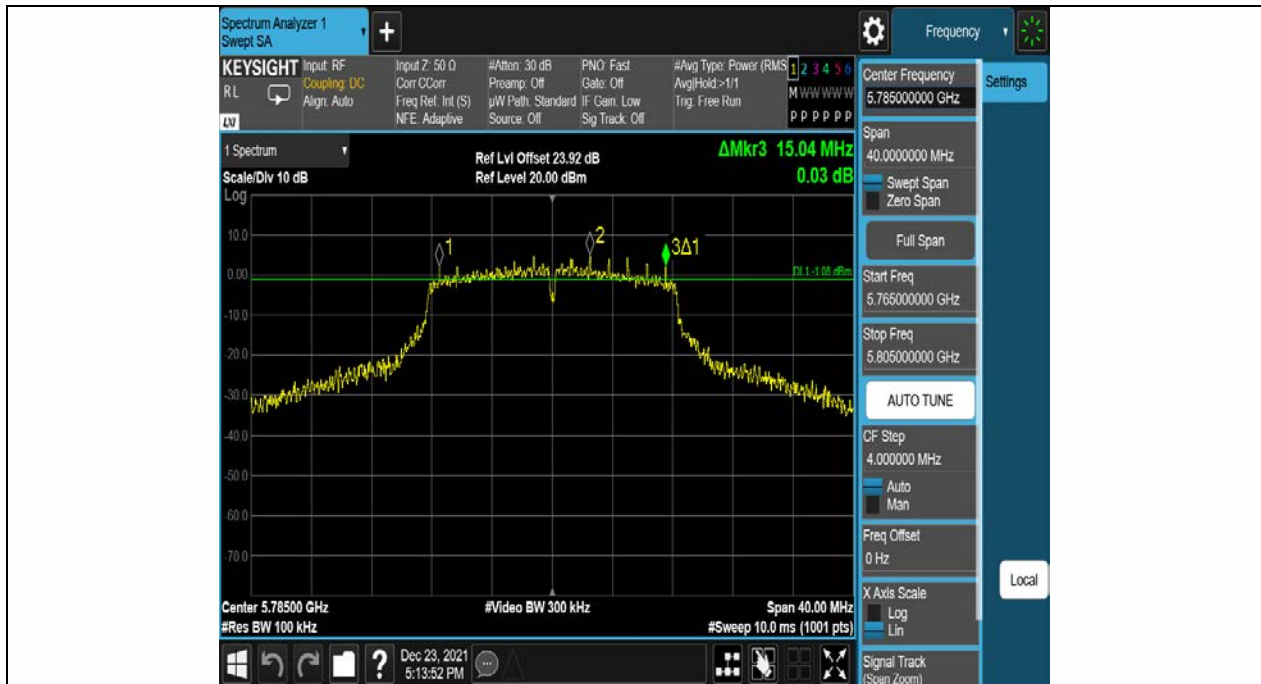 Spectrum Analyzer 1
Swept SA
+
Frequency
KEYSIGHT
RL
LXI
Input: RF
Coupling: DC
Align: Auto
Input Z: 50 Ω
Corr CCorr
Freq Ref: Int (S)
NFE: Adaptive
#Atten: 30 dB
Preamp: Off
µW Path: Standard
Source: Off
PNO: Fast
Gate: Off
IF Gain: Low
Sig Track: Off
#Avg Type: Power (RMS
Avg|Hold:>1/1
Trig: Free Run
1 2 3 4 5 6
M W W W W W
P P P P P P
1 Spectrum
Scale/Div 10 dB
Log
Ref Lvl Offset 23.92 dB
Ref Level 20.00 dBm
ΔMkr3 15.04 MHz
0.03 dB
10.0
0.00
-10.0
-20.0
-30.0
-40.0
-50.0
-60.0
-70.0
1
2
3Δ1
DL1 -1.08 dBm
Center 5.78500 GHz
#Res BW 100 kHz
#Video BW 300 kHz
Span 40.00 MHz
#Sweep 10.0 ms (1001 pts)
Center Frequency
5.785000000 GHz
Settings
Span
40.0000000 MHz
Swept Span
Zero Span
Full Span
Start Freq
5.765000000 GHz
Stop Freq
5.805000000 GHz
AUTO TUNE
CF Step
4.000000 MHz
Auto
Man
Freq Offset
0 Hz
X Axis Scale
Log
Lin
Local
Signal Track
(Span Zoom)
?
Dec 23, 2021
5:13:52 PM